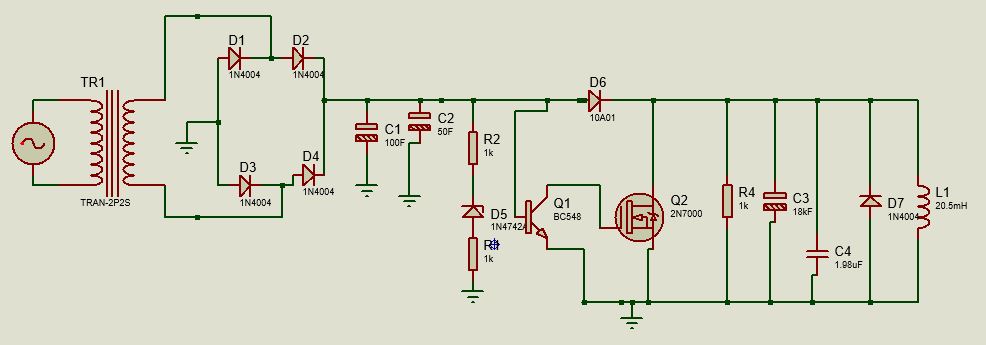 TR1
TRAN-2P2S
D1
1N4004
D2
1N4004
D3
1N4004
D4
1N4004
C1
100F
C2
50F
R2
1k
D5
1N4742A
1k
Q1
BC548
D6
10A01
Q2
2N7000
R4
1k
C3
18kF
C4
1.98uF
D7
1N4004
L1
20.5mH